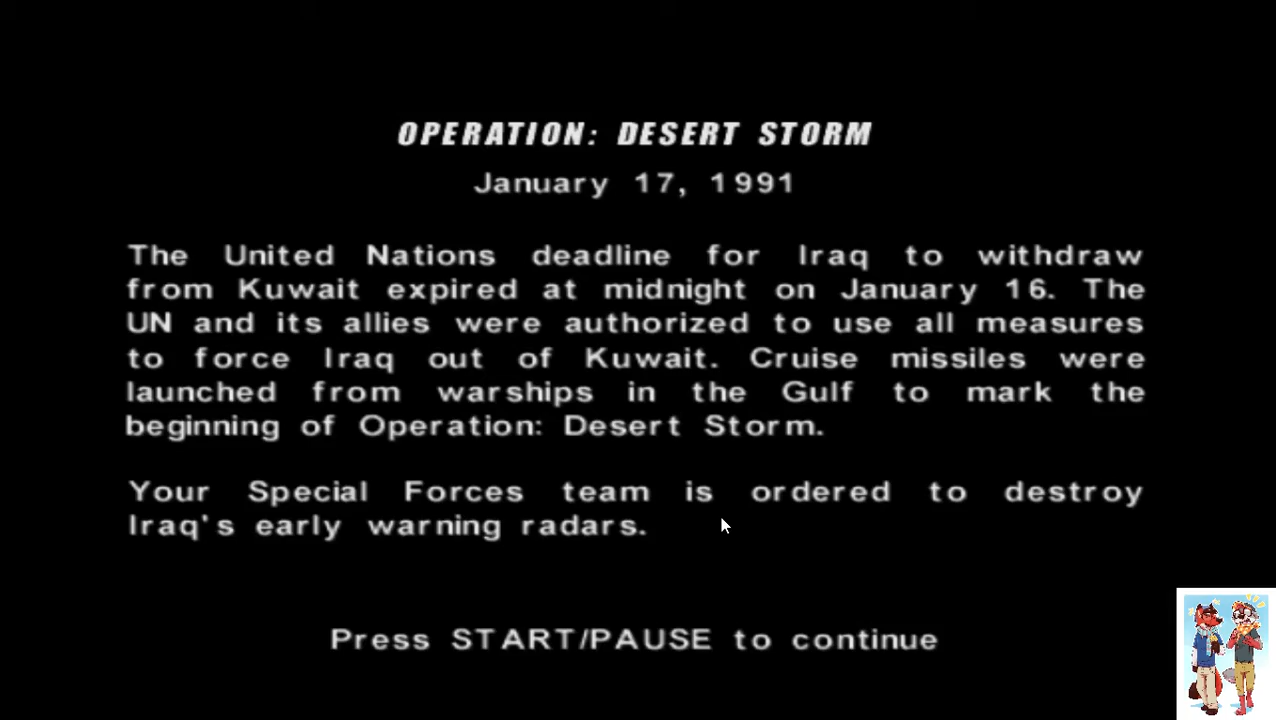 OPERATION: DESERT STORM
January 17, 1991
The United Nations deadline for Iraq to withdraw
from Kuwait expired at midnight on January 16. The
UN and its allies were authorized to use all measures
to force Iraq out of Kuwait. Cruise missiles were
launched from warships in the Gulf to mark the
beginning of Operation: Desert Storm.
Your Special Forces team is ordered to destroy
Iraq's early warning radars.
Press START/PAUSE to continue